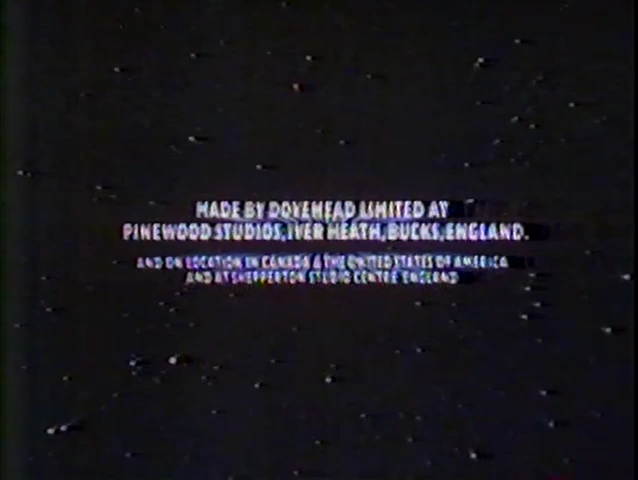 MADE BY DOVEMEAD LIMITED AT
PINEWOOD STUDIOS, IVER HEATH, BUCKS, ENGLAND.
AND ON LOCATION IN CANADA & THE UNITED STATES OF AMERICA
AND AT SHEPPERTON STUDIO CENTRE ENGLAND